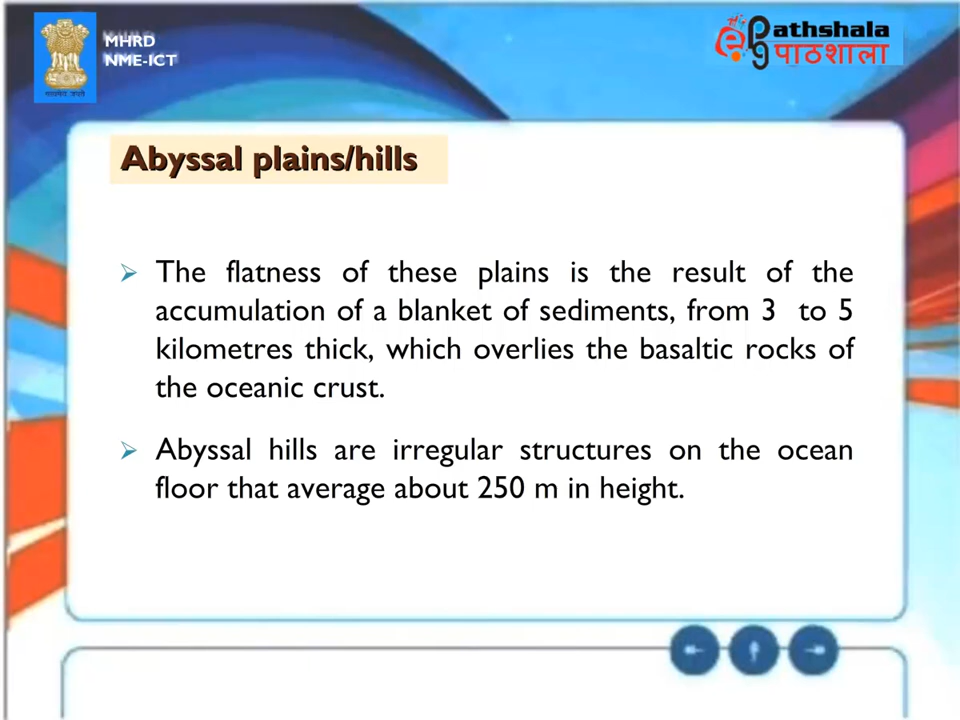 MHRD
NME-ICT
ePG Pathshala
पाठशाला
Abyssal plains/hills
The flatness of these plains is the result of the
accumulation of a blanket of sediments, from 3 to 5
kilometres thick, which overlies the basaltic rocks of
the oceanic crust.
Abyssal hills are irregular structures on the ocean
floor that average about 250 m in height.